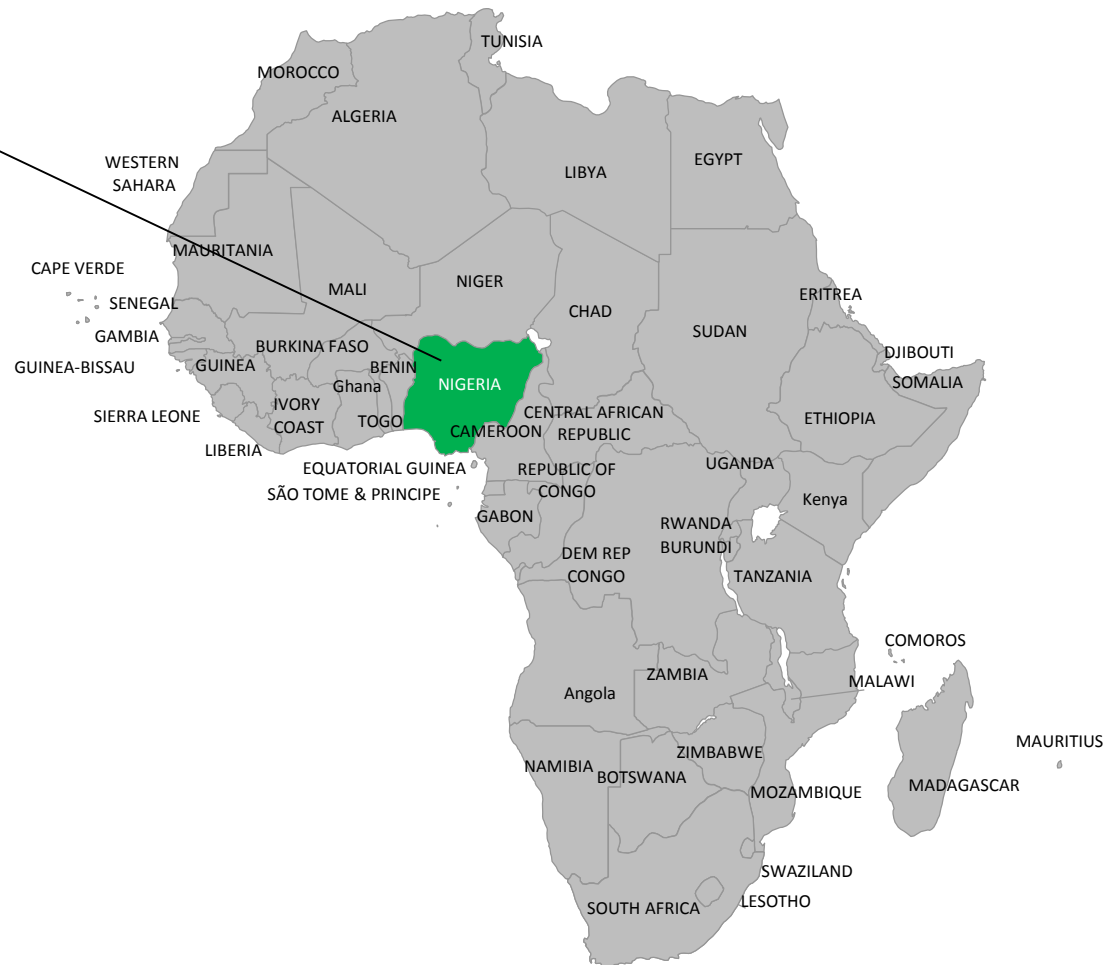 TUNISIA
MOROCCO
ALGERIA
WESTERN
SAHARA
LIBYA
EGYPT
MAURITANIA
CAPE VERDE
MALI
NIGER
CHAD
ERITREA
SENEGAL
SUDAN
GAMBIA
BURKINA FASO
DJIBOUTI
GUINEA-BISSAU
GUINEA
BENIN
NIGERIA
SOMALIA
Ghana
IVORY
COAST
SIERRA LEONE
TOGO
CENTRAL AFRICAN
REPUBLIC
ETHIOPIA
CAMEROON
LIBERIA
EQUATORIAL GUINEA
REPUBLIC OF
CONGO
UGANDA
SÃO TOME & PRINCIPE
Kenya
GABON
RWANDA
BURUNDI
DEM REP
CONGO
TANZANIA
COMOROS
ZAMBIA
MALAWI
Angola
MAURITIUS
ZIMBABWE
NAMIBIA
BOTSWANA
MADAGASCAR
MOZAMBIQUE
SWAZILAND
LESOTHO
SOUTH AFRICA